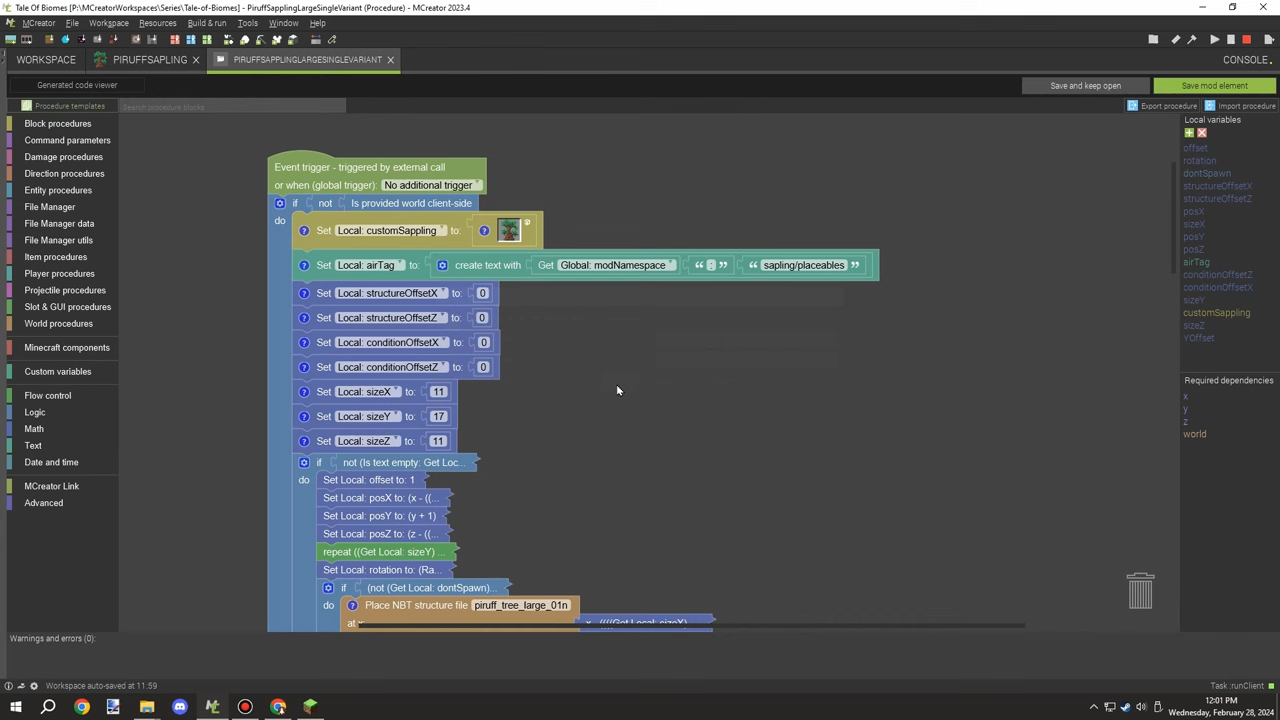 Tale Of Biomes [P:\MCreatorWorkspaces\Series\Tale-of-Biomes] - PiruffSapplingLargeSingleVariant (Procedure) - MCreator 2023.4
MCreator File Workspace Resources Build & run Tools Window Help
WORKSPACE PIRUFFSAPLING PIRUFFSAPPLINGLARGESINGLEVARIANT CONSOLE
Generated code viewer Save and keep open Save mod element
Procedure templates Search procedure blocks Export procedure Import procedure
Block procedures
Command parameters
Damage procedures
Direction procedures
Entity procedures
File Manager
File Manager data
File Manager utils
Item procedures
Player procedures
Projectile procedures
Slot & GUI procedures
World procedures
Minecraft components
Custom variables
Flow control
Logic
Math
Text
Date and time
MCreator Link
Advanced
Event trigger - triggered by external call
or when (global trigger): No additional trigger
if not Is provided world client-side
do
Set Local: customSappling to: ?
Set Local: airTag to: create text with Get Global: modNamespace “ : ” “ sapling/placeables ”
Set Local: structureOffsetX to: 0
Set Local: structureOffsetZ to: 0
Set Local: conditionOffsetX to: 0
Set Local: conditionOffsetZ to: 0
Set Local: sizeX to: 11
Set Local: sizeY to: 17
Set Local: sizeZ to: 11
if not (Is text empty: Get Loc...
do Set Local: offset to: 1
Set Local: posX to: (x - ((...
Set Local: posY to: (y + 1)
Set Local: posZ to: (z - ((...
repeat ((Get Local: sizeY) ...
Set Local: rotation to: (Ra...
if (not (Get Local: dontSpawn)...
do Place NBT structure file piruff_tree_large_01n
at x: x - ((((Get Local: sizeX)...
Local variables
offset
rotation
dontSpawn
structureOffsetX
structureOffsetZ
posX
sizeX
posY
posZ
airTag
conditionOffsetZ
conditionOffsetX
sizeY
customSappling
sizeZ
YOffset
Required dependencies
x
y
z
world
Warnings and errors (0):
Workspace auto-saved at 11:59 Task :runClient
12:01 PM
Wednesday, February 28, 2024